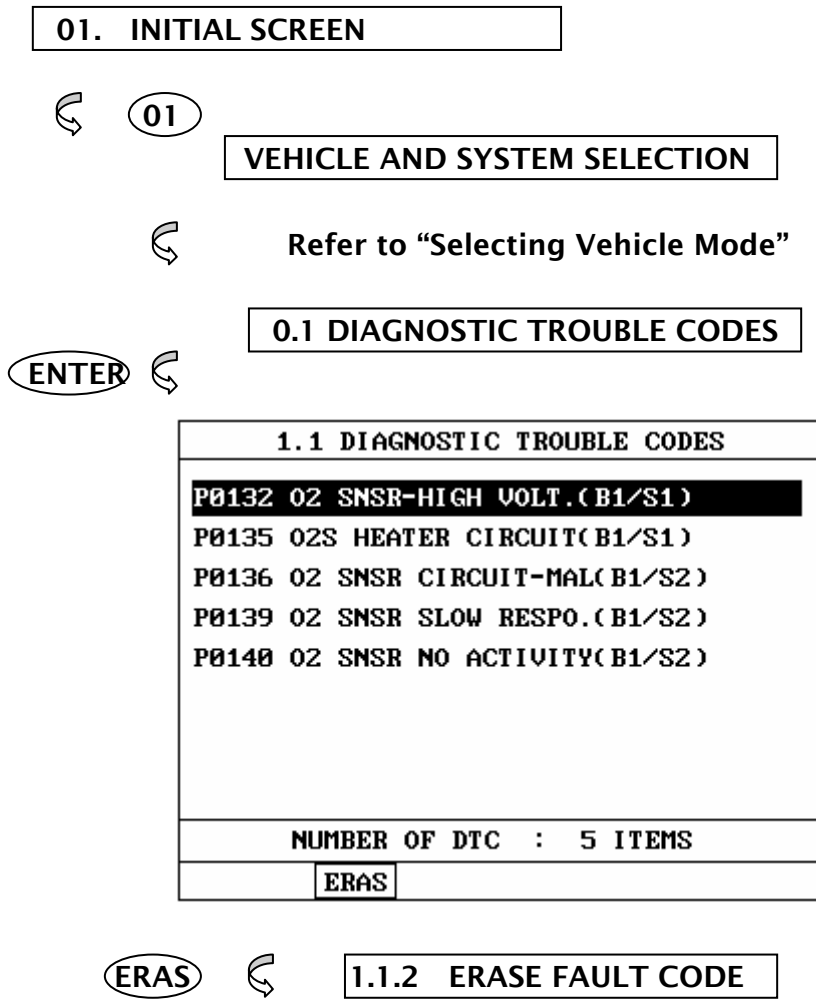 01. INITIAL SCREEN
01
VEHICLE AND SYSTEM SELECTION
Refer to “Selecting Vehicle Mode”
0.1 DIAGNOSTIC TROUBLE CODES
ENTER
1.1 DIAGNOSTIC TROUBLE CODES
P0132 O2 SNSR-HIGH VOLT.(B1/S1)
P0135 O2S HEATER CIRCUIT(B1/S1)
P0136 O2 SNSR CIRCUIT-MAL(B1/S2)
P0139 O2 SNSR SLOW RESPO.(B1/S2)
P0140 O2 SNSR NO ACTIVITY(B1/S2)
NUMBER OF DTC : 5 ITEMS
ERAS
ERAS 1.1.2 ERASE FAULT CODE